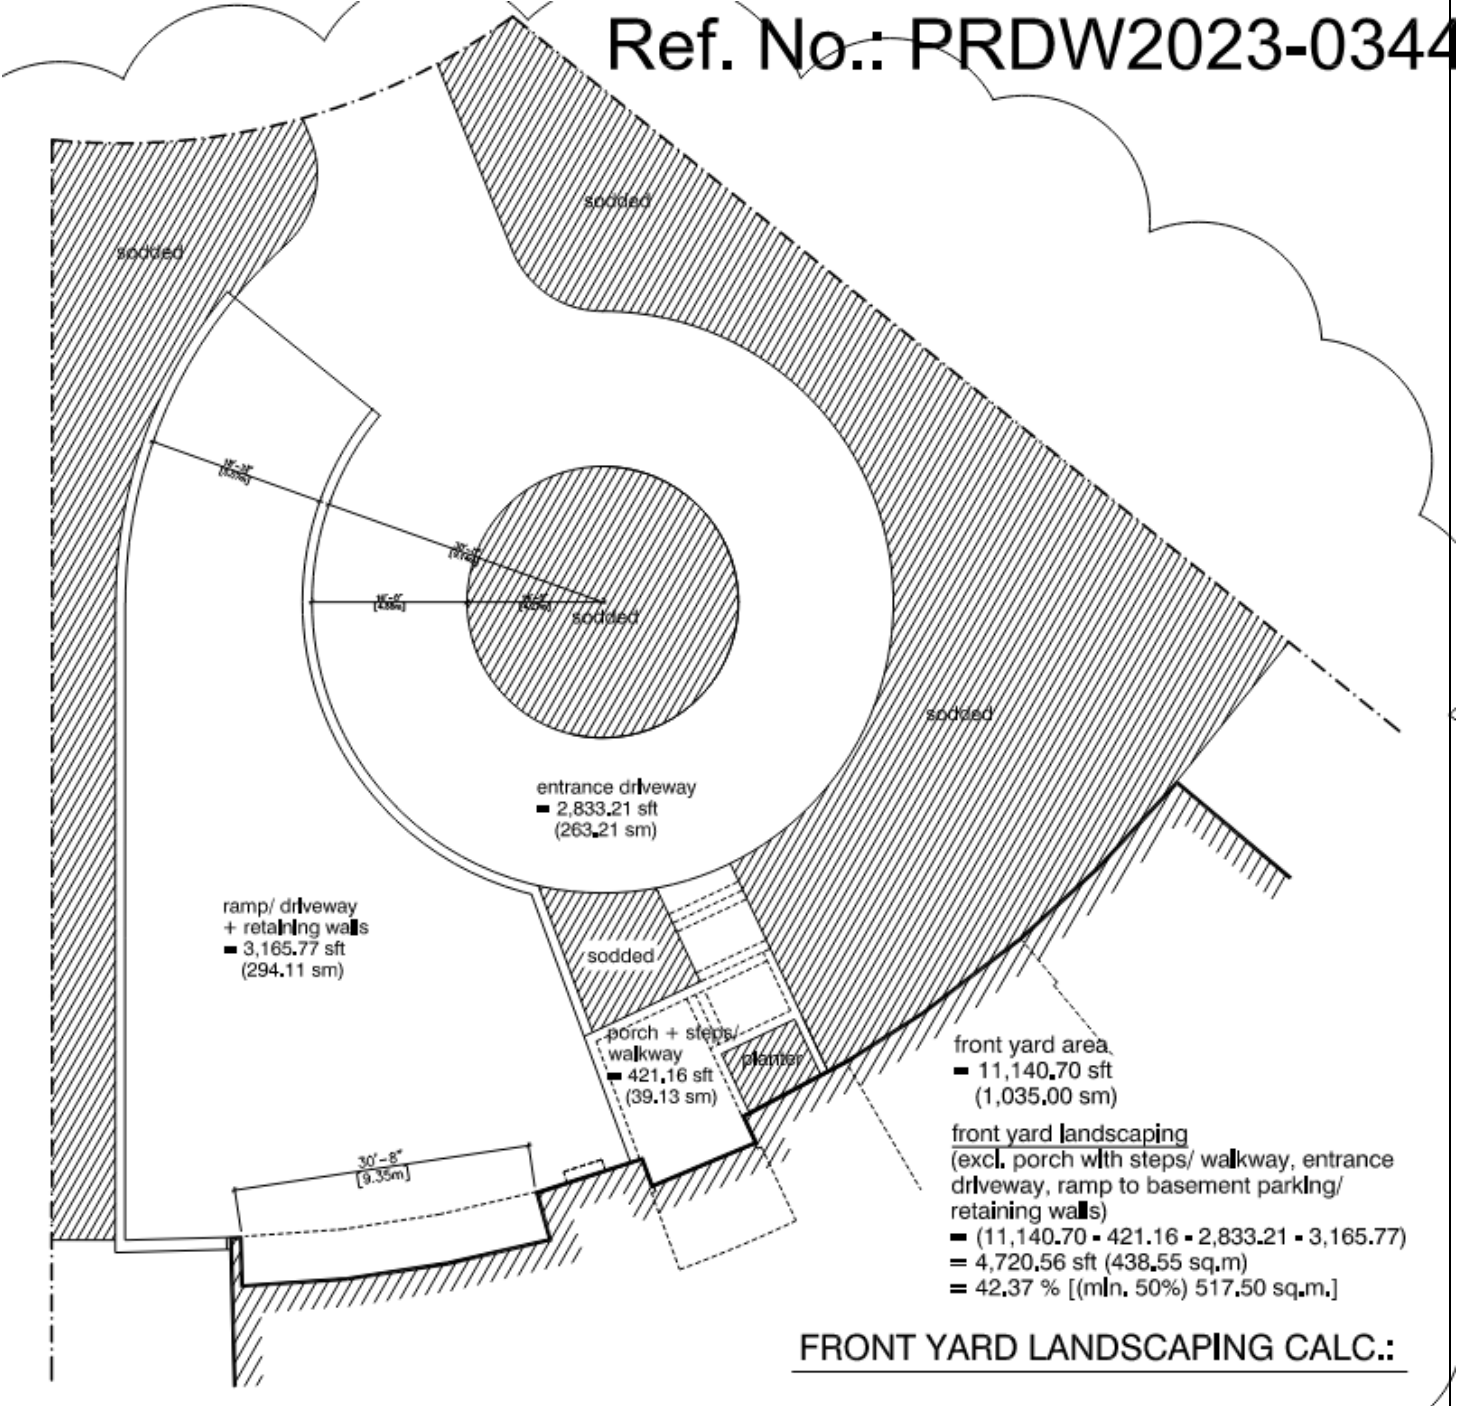 Ref. No.: PRDW2023-0344
sodded
sodded
sodded
sodded
entrance driveway
= 2,833.21 sft
(263.21 sm)
ramp/ driveway
+ retaining walls
= 3,165.77 sft
(294.11 sm)
sodded
porch + steps/
walkway
= 421.16 sft
(39.13 sm)
planter
30'-8"
[9.35m]
front yard area
= 11,140.70 sft
(1,035.00 sm)
front yard landscaping
(excl. porch with steps/ walkway, entrance
driveway, ramp to basement parking/
retaining walls)
= (11,140.70 - 421.16 - 2,833.21 - 3,165.77)
= 4,720.56 sft (438.55 sq.m)
= 42.37 % [(min. 50%) 517.50 sq.m.]
FRONT YARD LANDSCAPING CALC.: